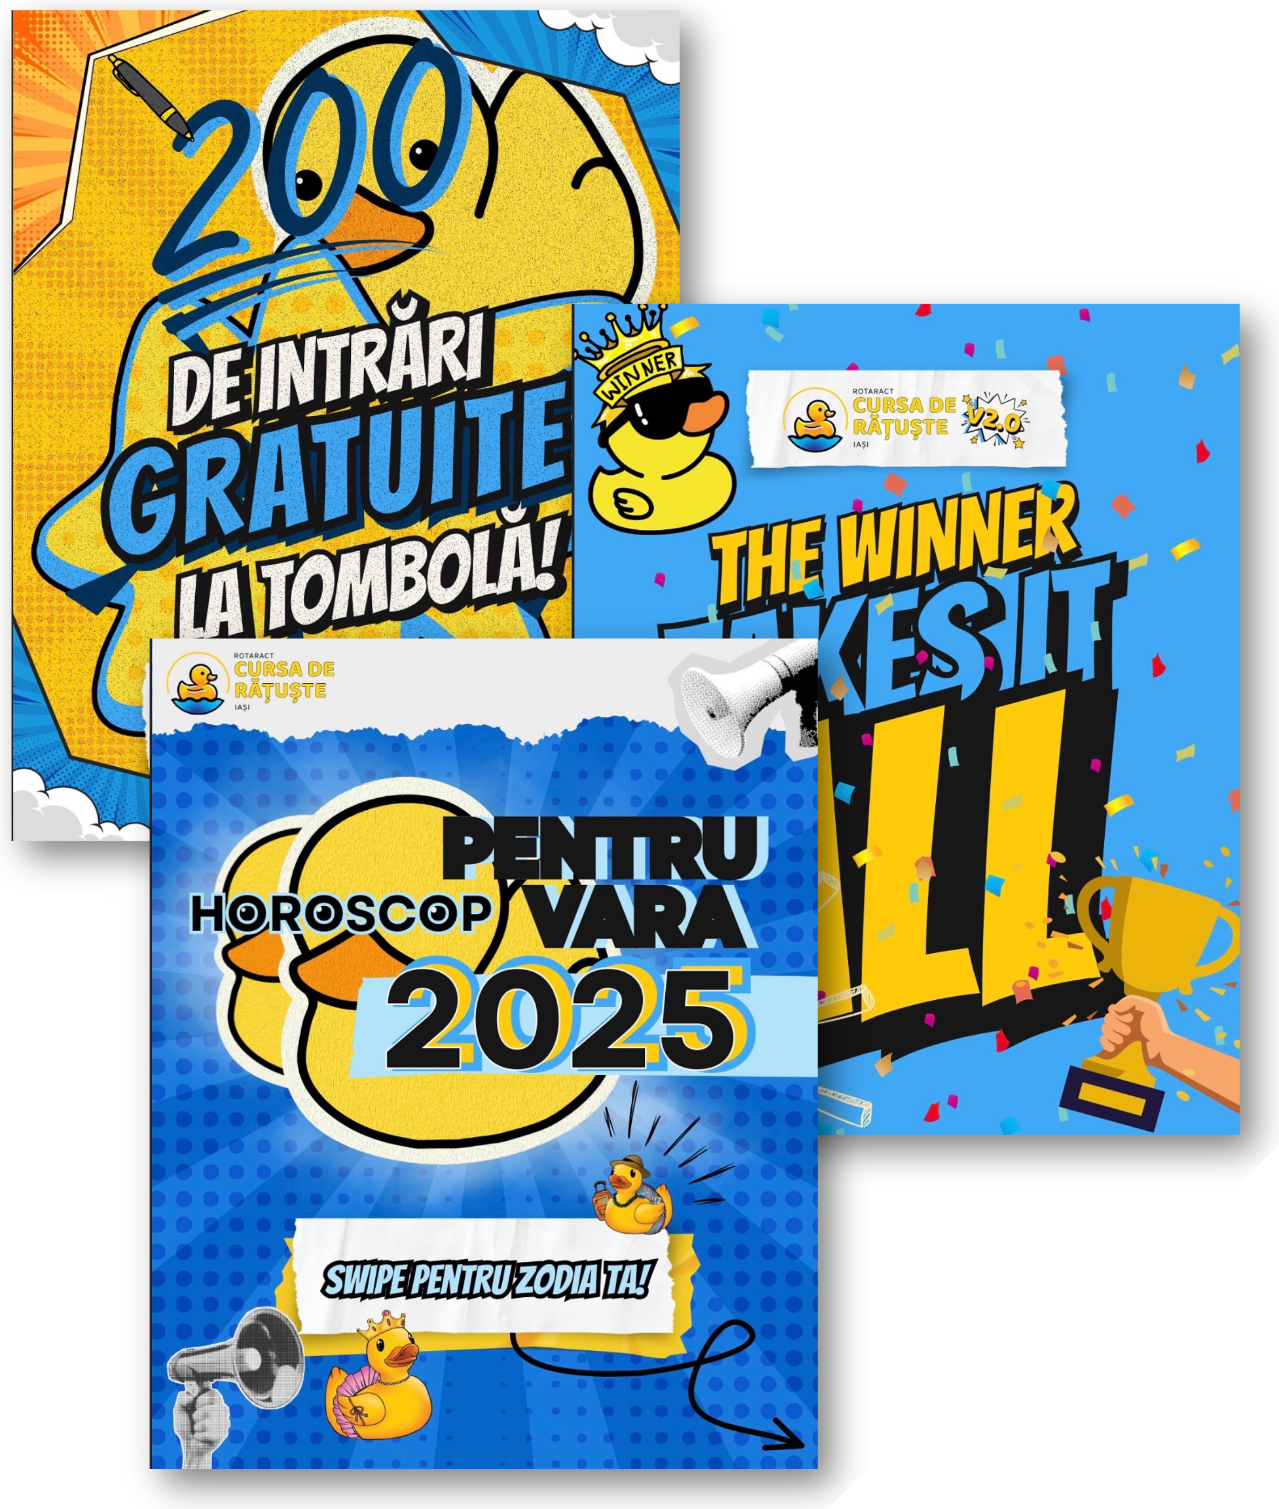 200
DE INTRĂRI
GRATUITE
LA TOMBOLĂ!
WINNER
ROTARACT
CURSA DE
RĂȚUȘTE
IAȘI
V2.0
THE WINNER
TAKES IT
ALL
ROTARACT
CURSA DE
RĂȚUȘTE
IAȘI
HOROSCOP
PENTRU
VARA
2025
SWIPE PENTRU ZODIA TA!